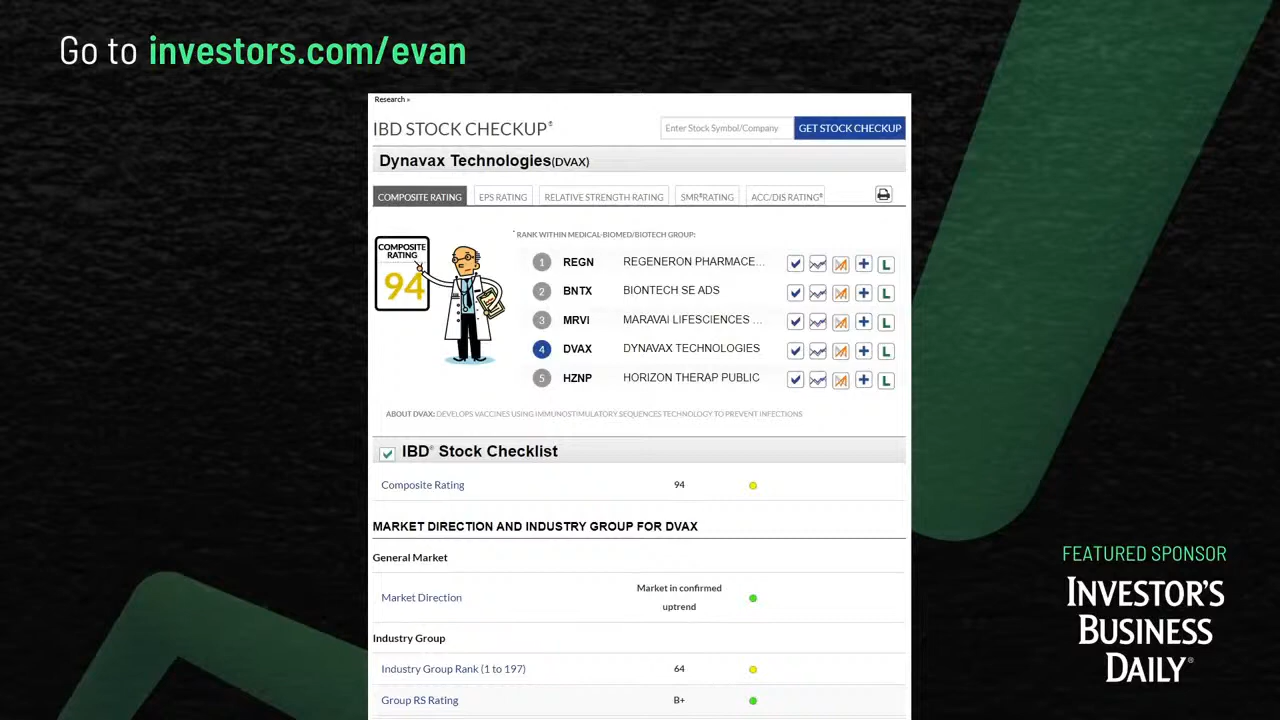 Go to investors.com/evan
Research »
IBD STOCK CHECKUP®
Enter Stock Symbol/Company
GET STOCK CHECKUP
Dynavax Technologies(DVAX)
COMPOSITE RATING
EPS RATING
RELATIVE STRENGTH RATING
SMR®RATING
ACC/DIS RATING®
COMPOSITE
RATING
94
* RANK WITHIN MEDICAL-BIOMED/BIOTECH GROUP:
1 REGN REGENERON PHARMACE... L
2 BNTX BIONTECH SE ADS L
3 MRVI MARAVAI LIFESCIENCES ... L
4 DVAX DYNAVAX TECHNOLOGIES L
5 HZNP HORIZON THERAP PUBLIC L
ABOUT DVAX: DEVELOPS VACCINES USING IMMUNOSTIMULATORY SEQUENCES TECHNOLOGY TO PREVENT INFECTIONS
IBD® Stock Checklist
Composite Rating 94
MARKET DIRECTION AND INDUSTRY GROUP FOR DVAX
General Market
Market Direction
Market in confirmed
uptrend
Industry Group
Industry Group Rank (1 to 197) 64
Group RS Rating B+
FEATURED SPONSOR
INVESTOR'S
BUSINESS
DAILY®